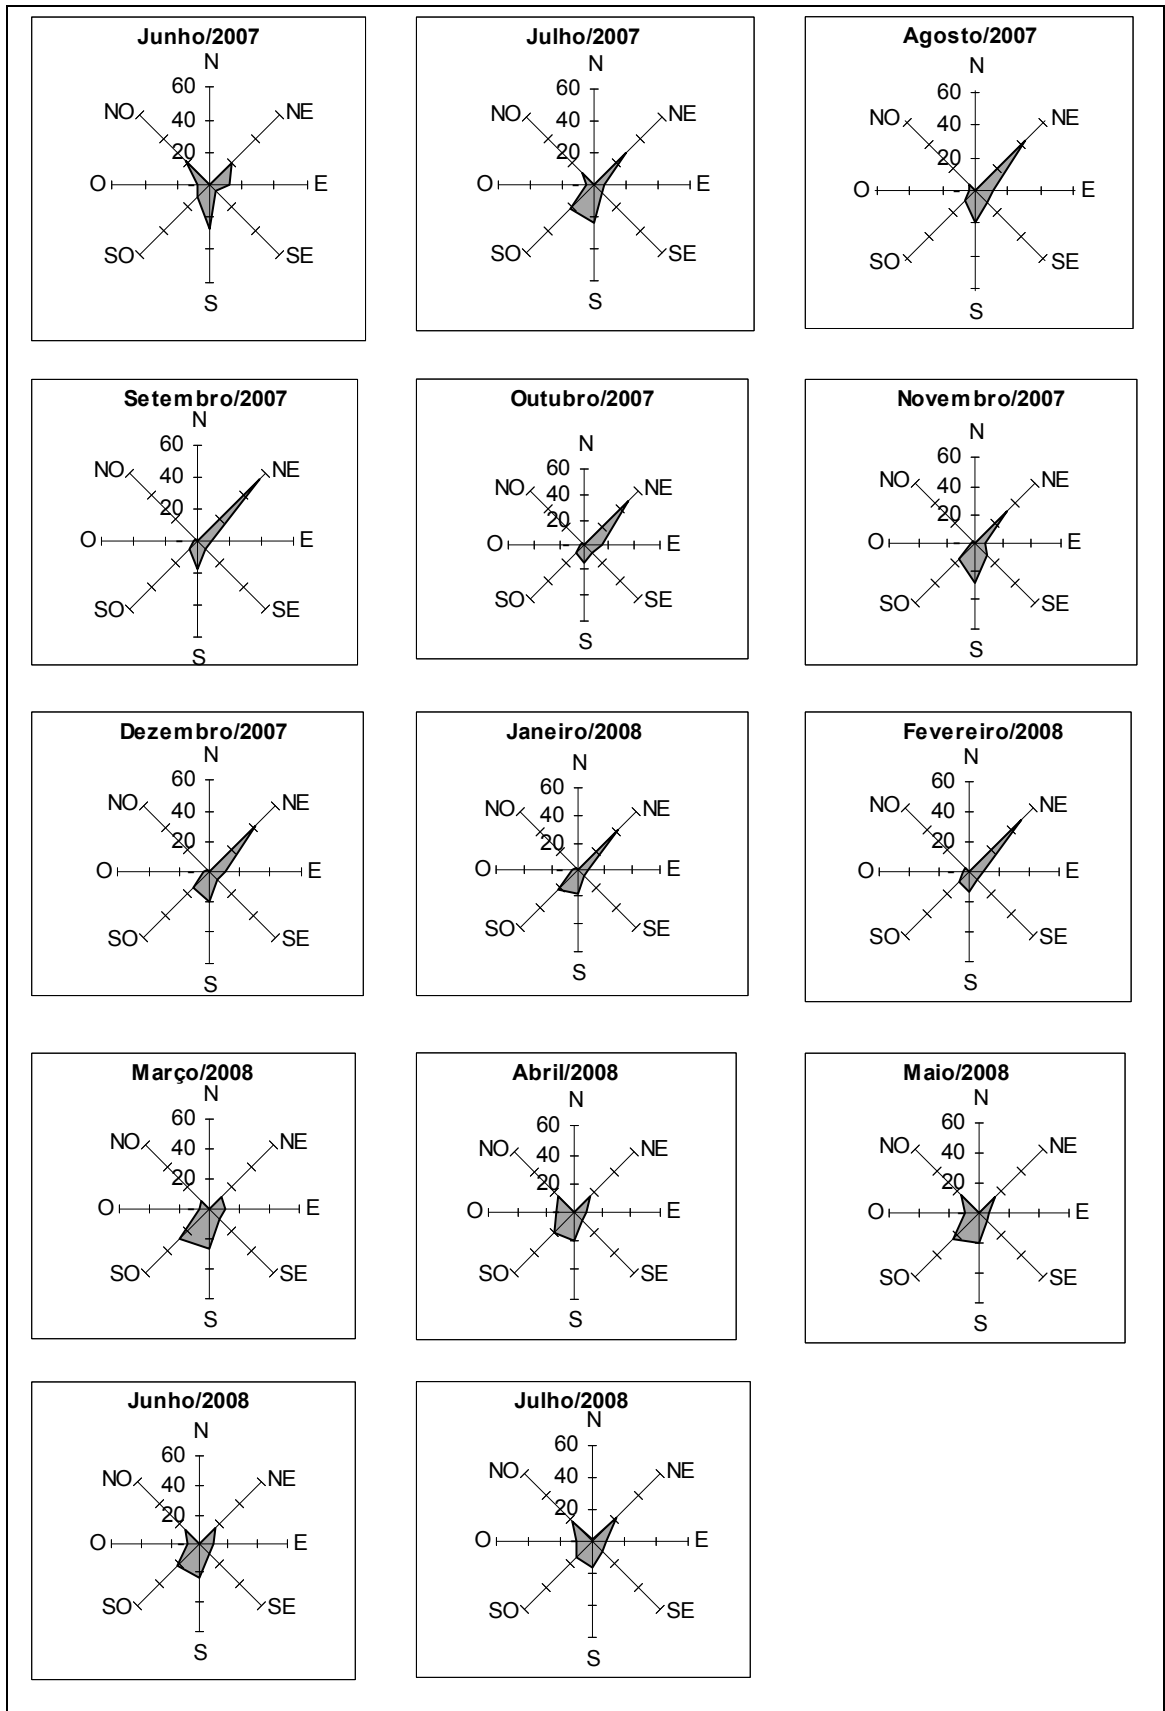 Junho/2007
N
60
NO
NE
40
20
O
E
SO
SE
S
Julho/2007
N
60
NO
NE
40
20
O
E
SO
SE
S
Agosto/2007
N
60
NO
NE
40
20
O
E
SO
SE
S
Setembro/2007
N
60
NO
NE
40
20
O
E
SO
SE
S
Outubro/2007
N
60
NO
NE
40
20
O
E
SO
SE
S
Novembro/2007
N
60
NO
NE
40
20
O
E
SO
SE
S
Dezembro/2007
N
60
NO
NE
40
20
O
E
SO
SE
S
Janeiro/2008
N
60
NO
NE
40
20
O
E
SO
SE
S
Fevereiro/2008
N
60
NO
NE
40
20
O
E
SO
SE
S
Março/2008
N
60
NO
NE
40
20
O
E
SO
SE
S
Abril/2008
N
60
NO
NE
40
20
O
E
SO
SE
S
Maio/2008
N
60
NO
NE
40
20
O
E
SO
SE
S
Junho/2008
N
60
NO
NE
40
20
O
E
SO
SE
S
Julho/2008
N
60
NO
NE
40
20
O
E
SO
SE
S